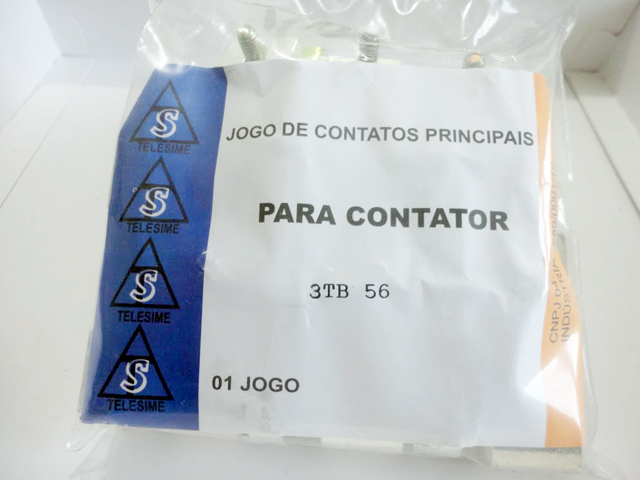 S
TELESIME
S
TELESIME
S
TELESIME
S
TELESIME
JOGO DE CONTATOS PRINCIPAIS
PARA CONTATOR
3TB 56
01 JOGO
CNPJ